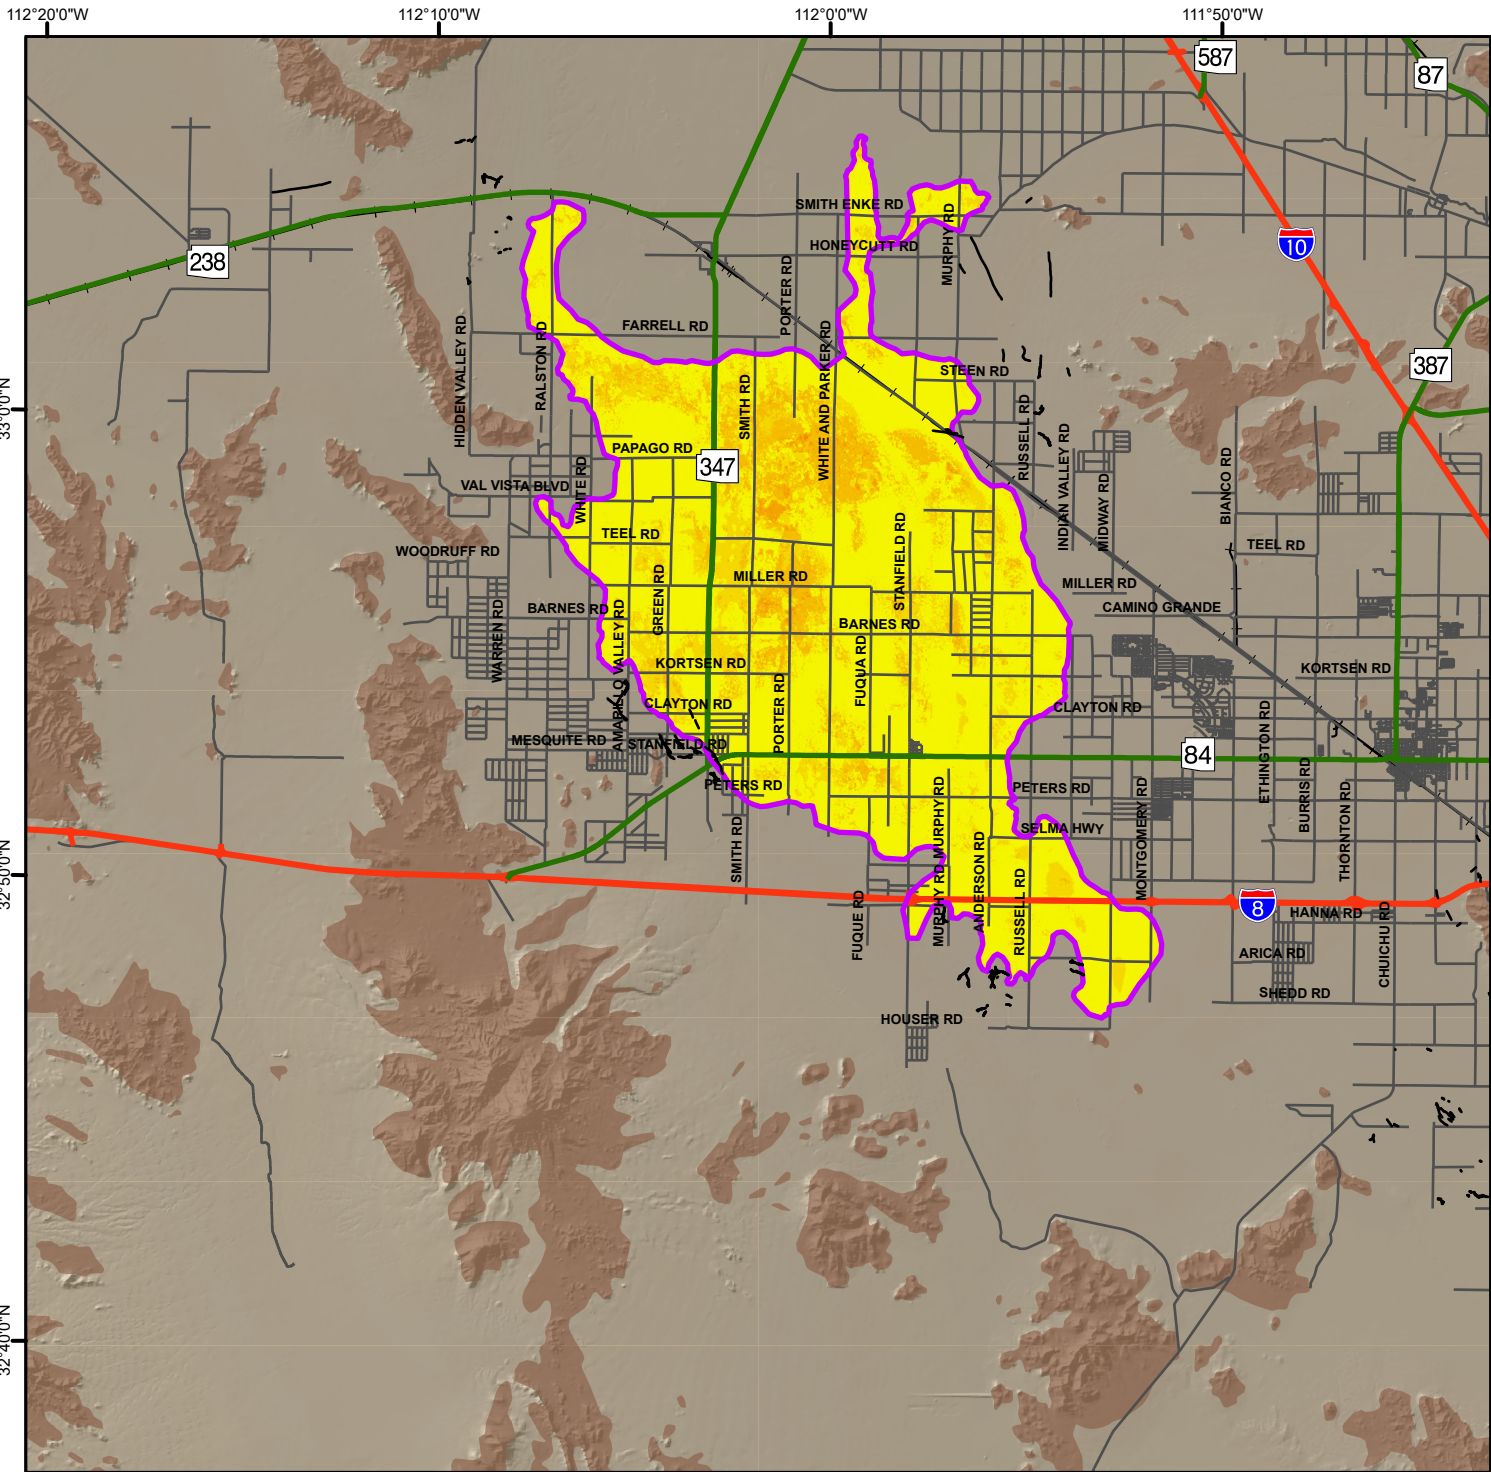 112°20'0"W
112°10'0"W
112°0'0"W
111°50'0"W
587
87
SMITH ENKE RD
MURPHY RD
HONEYCUTT RD
10
238
PORTER RD
FARRELL RD
HIDDEN VALLEY RD
RALSTON RD
WHITE AND PARKER RD
STEEN RD
387
33°0'0"N
SMITH RD
RUSSELL RD
PAPAGO RD
347
INDIAN VALLEY RD
MIDWAY RD
BIANCO RD
VAL VISTA BLVD
WHITE RD
TEEL RD
STANFIELD RD
TEEL RD
WOODRUFF RD
MILLER RD
MILLER RD
GREEN RD
BARNES RD
CAMINO GRANDE
WARREN RD
AMARILLO VALLEY RD
BARNES RD
KORTSEN RD
FUQUA RD
KORTSEN RD
CLAYTON RD
PORTER RD
CLAYTON RD
MESQUITE RD
STANFIELD RD
84
ETHINGTON RD
PETERS RD
PETERS RD
BURRIS RD
THORNTON RD
MURPHY RD
SELMA HWY
MONTGOMERY RD
SMITH RD
ANDERSON RD
32°50'0"N
FUQUE RD
MURPHY RD
RUSSELL RD
8
HANNA RD
CHUICHU RD
ARICA RD
SHEDD RD
HOUSER RD
32°40'0"N